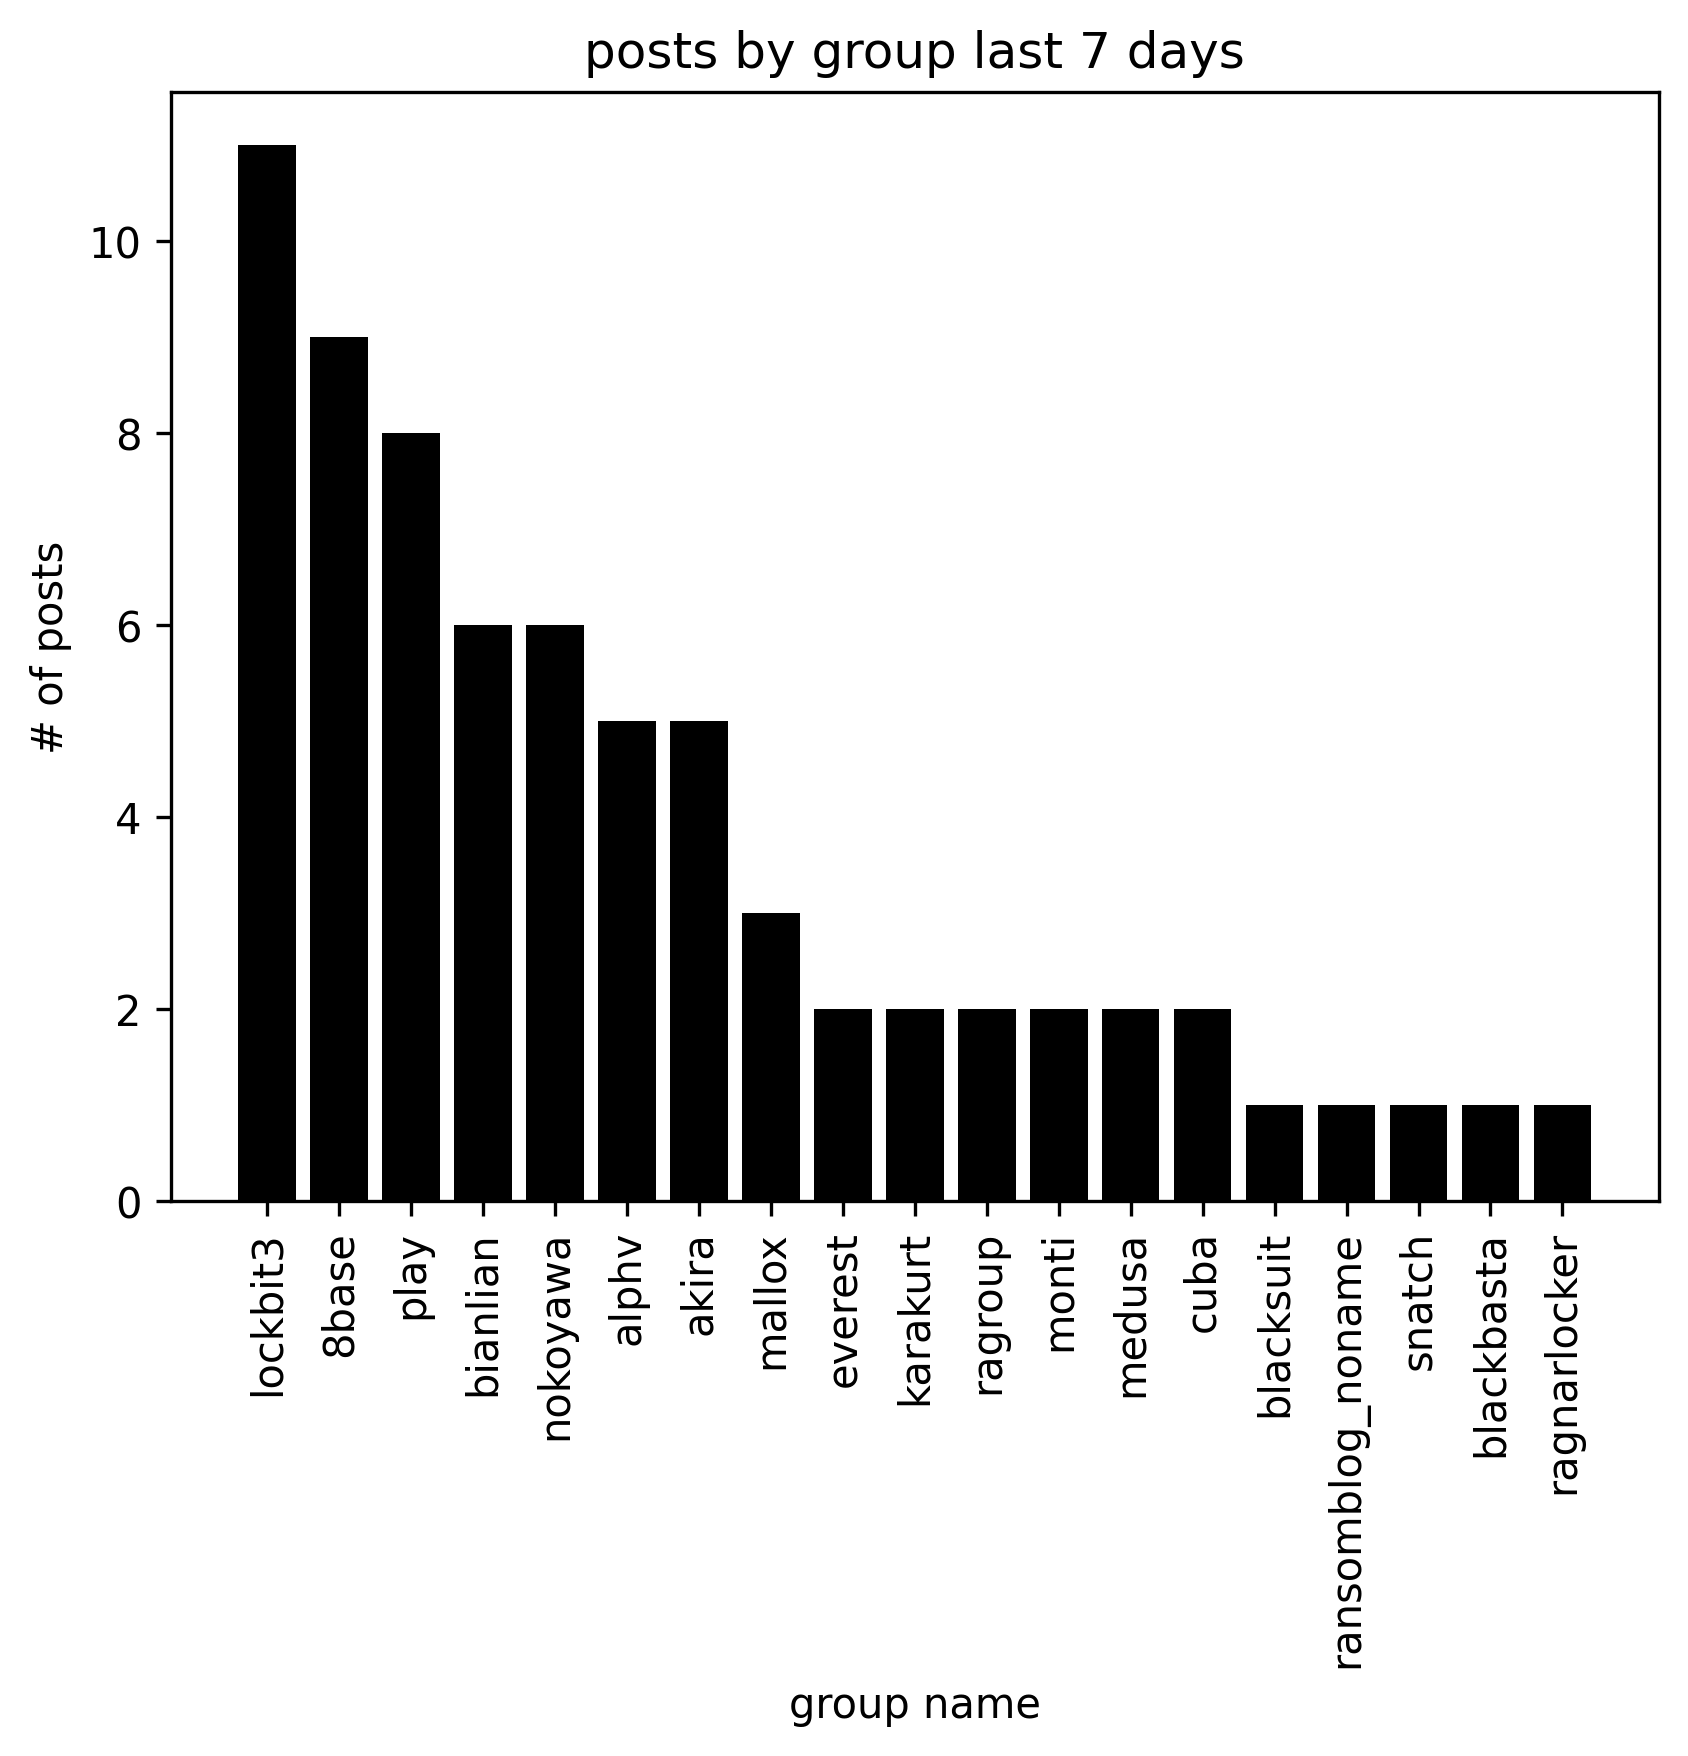 posts by group last 7 days
# of posts
10
8
6
4
2
0
lockbit3
8base
play
bianlian
nokoyawa
alphv
akira
mallox
everest
karakurt
ragroup
monti
medusa
cuba
blacksuit
ransomblog_noname
snatch
blackbasta
ragnarlocker
group name